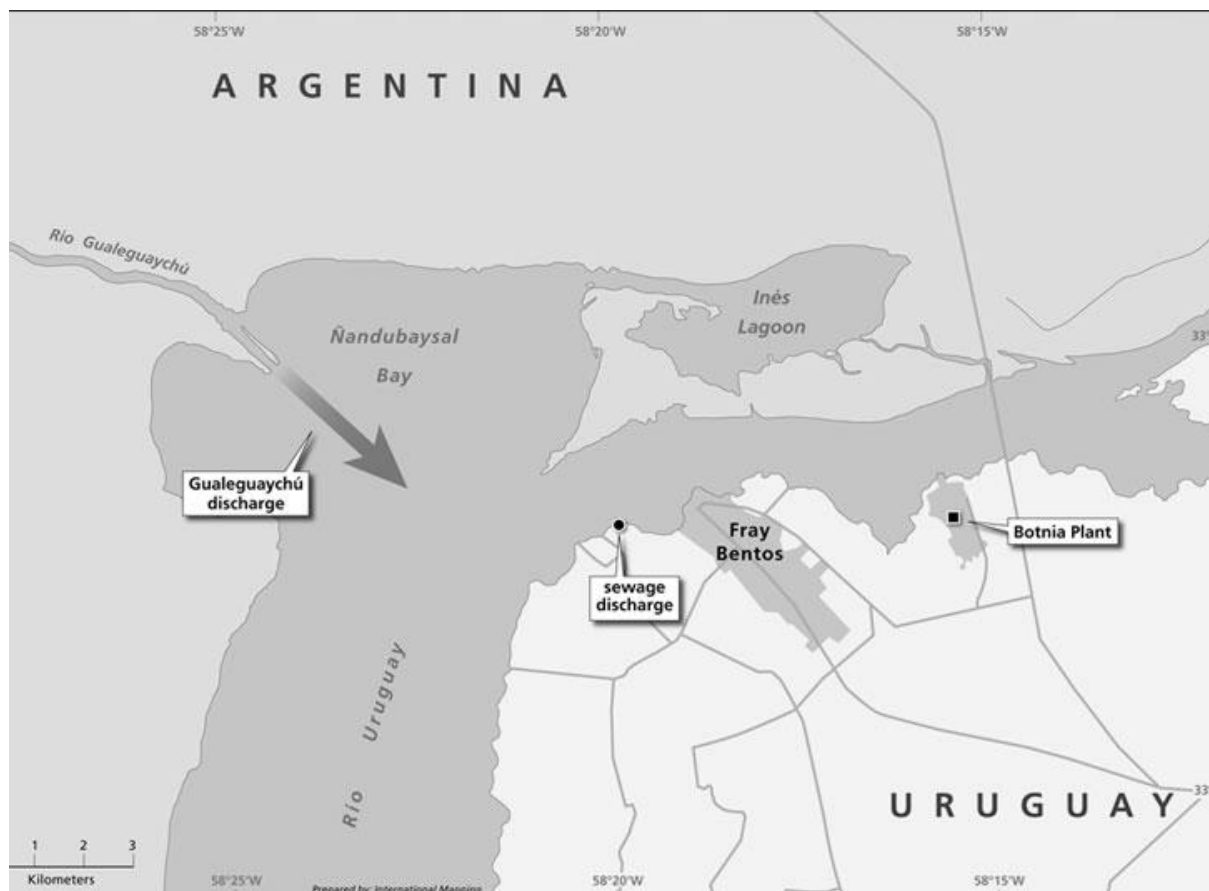 58°25'W 58°20'W 58°15'W
ARGENTINA
Río Gualeguaychú
Inés
Lagoon
Ñandubaysal
Bay
33°
Gualeguaychú
discharge
Fray
Bentos
Botnia Plant
sewage
discharge
Río Uruguay
URUGUAY
33°
1 2 3
Kilometers
58°25'W 58°20'W 58°15'W
Prepared by: International Mapping